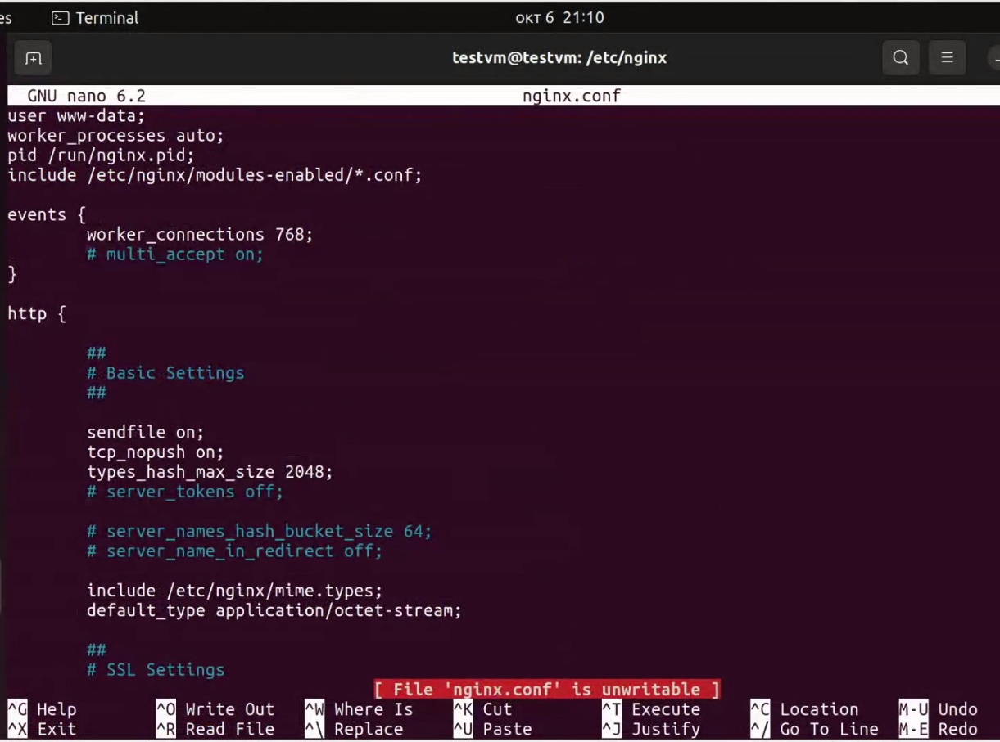 es Terminal окт 6 21:10
testvm@testvm: /etc/nginx
GNU nano 6.2 nginx.conf
user www-data;
worker_processes auto;
pid /run/nginx.pid;
include /etc/nginx/modules-enabled/*.conf;
events {
worker_connections 768;
# multi_accept on;
}
http {
##
# Basic Settings
##
sendfile on;
tcp_nopush on;
types_hash_max_size 2048;
# server_tokens off;
# server_names_hash_bucket_size 64;
# server_name_in_redirect off;
include /etc/nginx/mime.types;
default_type application/octet-stream;
##
# SSL Settings
[ File 'nginx.conf' is unwritable ]
^G Help ^O Write Out ^W Where Is ^K Cut ^T Execute ^C Location M-U Undo
^X Exit ^R Read File ^\ Replace ^U Paste ^J Justify ^/ Go To Line M-E Redo